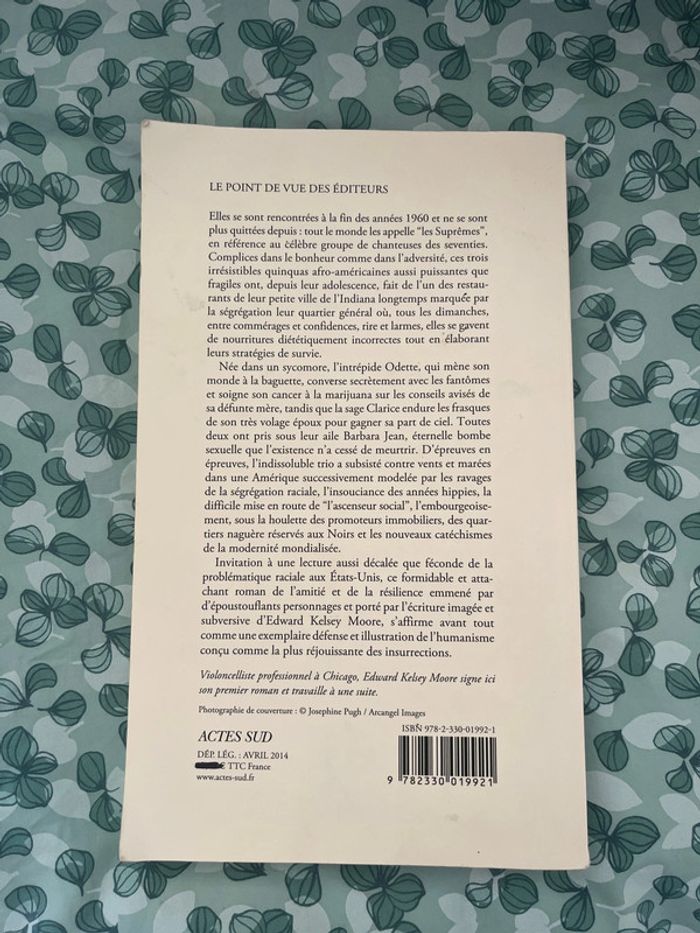 LE POINT DE VUE DES ÉDITEURS
Elles se sont rencontrées à la fin des années 1960 et ne se sont
plus quittées depuis : tout le monde les appelle “les Suprêmes”,
en référence au célèbre groupe de chanteuses des seventies.
Complices dans le bonheur comme dans l’adversité, ces trois
irrésistibles quinquas afro-américaines aussi puissantes que
fragiles ont, depuis leur adolescence, fait de l’un des restau-
rants de leur petite ville de l’Indiana longtemps marquée par
la ségrégation leur quartier général où, tous les dimanches,
entre commérages et confidences, rire et larmes, elles se gavent
de nourritures diététiquement incorrectes tout en élaborant
leurs stratégies de survie.
Née dans un sycomore, l’intrépide Odette, qui mène son
monde à la baguette, converse secrètement avec les fantômes
et soigne son cancer à la marijuana sur les conseils avisés de
sa défunte mère, tandis que la sage Clarice endure les frasques
de son très volage époux pour gagner sa part de ciel. Toutes
deux ont pris sous leur aile Barbara Jean, éternelle bombe
sexuelle que l’existence n’a cessé de meurtrir. D’épreuves en
épreuves, l’indissoluble trio a subsisté contre vents et marées
dans une Amérique successivement modelée par les ravages
de la ségrégation raciale, l’insouciance des années hippies, la
difficile mise en route de “l’ascenseur social”, l’embourgeoise-
ment, sous la houlette des promoteurs immobiliers, des quar-
tiers naguère réservés aux Noirs et les nouveaux catéchismes
de la modernité mondialisée.
Invitation à une lecture aussi décalée que féconde de la
problématique raciale aux États-Unis, ce formidable et atta-
chant roman de l’amitié et de la résilience emmené par
d’époustouflants personnages et porté par l’écriture imagée et
subversive d’Edward Kelsey Moore, s’affirme avant tout
comme une exemplaire défense et illustration de l’humanisme
conçu comme la plus réjouissante des insurrections.
Violoncelliste professionnel à Chicago, Edward Kelsey Moore signe ici
son premier roman et travaille à une suite.
Photographie de couverture : © Josephine Pugh / Arcangel Images
ACTES SUD
DÉP. LÉG. : AVRIL 2014
€ TTC France
www.actes-sud.fr
ISBN 978-2-330-01992-1
9 782330 019921